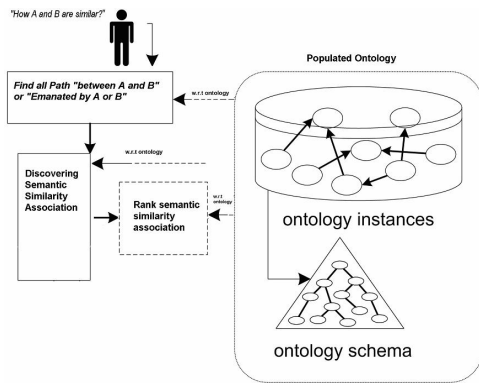 "How A and B are similar?"
Populated Ontology
Find all Path "between A and B"
or "Emanated by A or B"
w.r.t ontology
w.r.t ontology
Discovering
Semantic
Similarity
Association
Rank semantic
similarity
association
w.r.t
ontology
ontology instances
ontology schema